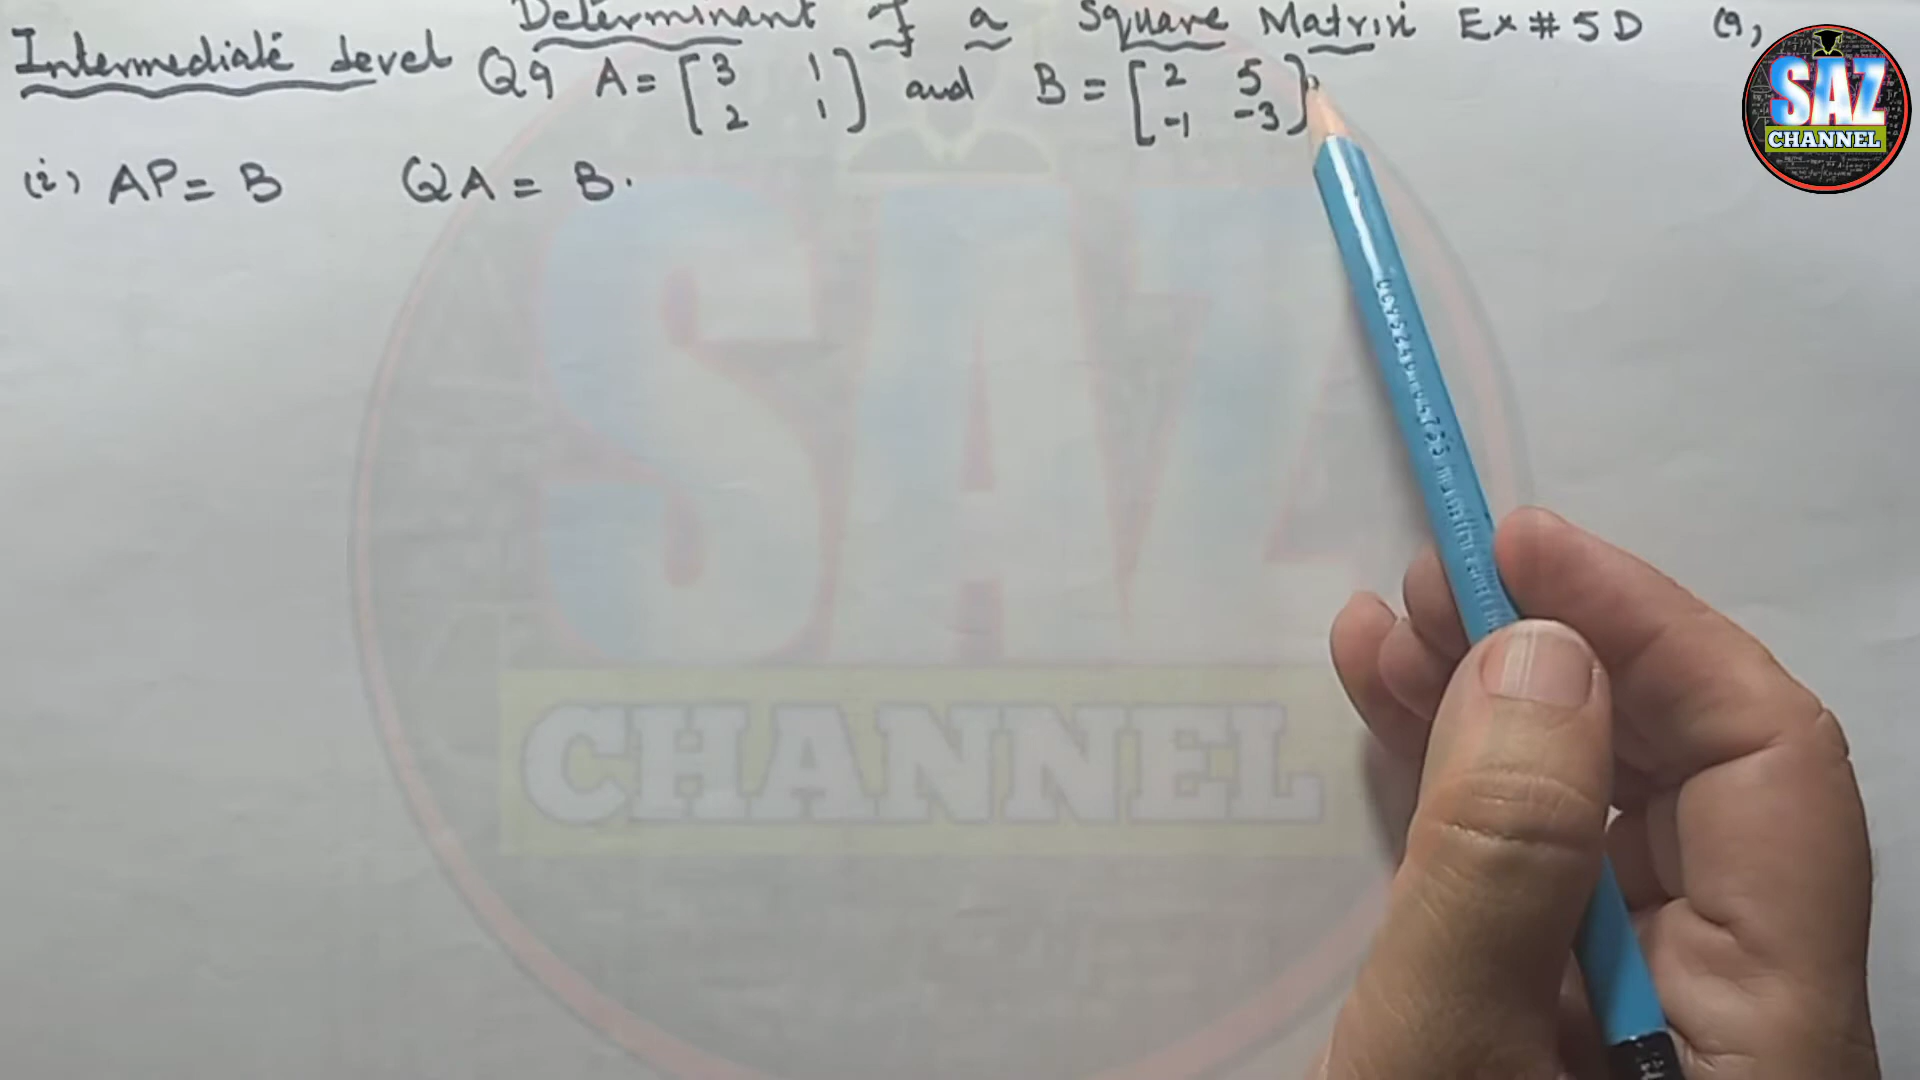 Determinant of a Square Matrix Ex # 5D (9,
Intermediate Level Q9 A = [3 1 and B = [2 5
2 1] -1 -3]
(i) AP = B QA = B.
SAZ
CHANNEL
SAZ
CHANNEL